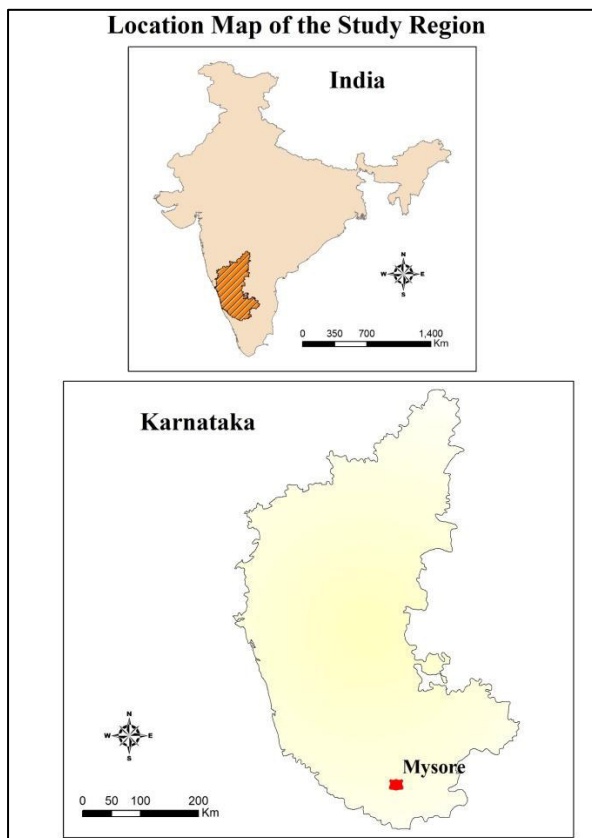 Location Map of the Study Region
India
N
W E
S
0 350 700 1,400
Km
Karnataka
N
W E
S
Mysore
0 50 100 200
Km